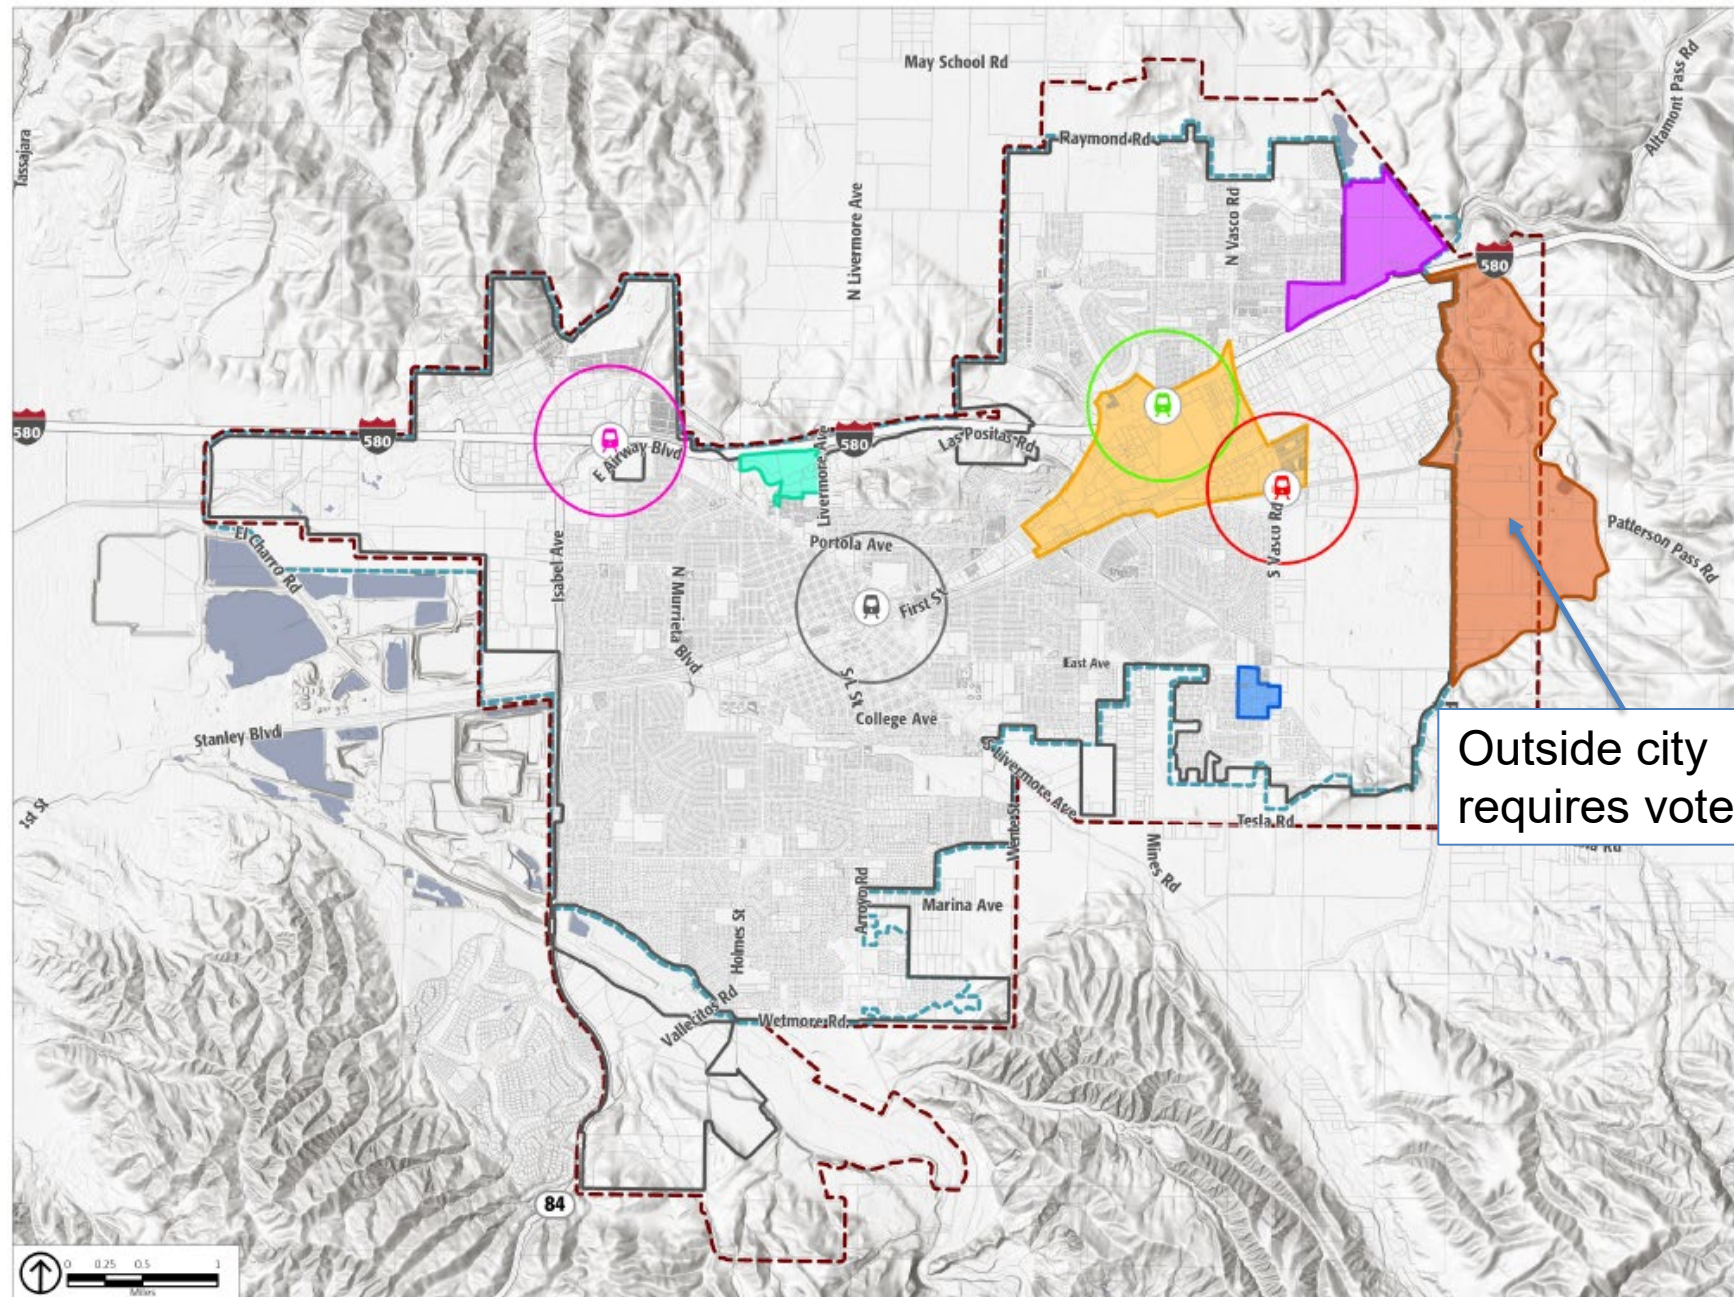 May School Rd
Altamont Pass Rd
Tassajara
Raymond Rd
N Livermore Ave
N Vasco Rd
580
580
580
580
Las Positas Rd
E Airway Blvd
Livermore Ave
El Charro Rd
Portola Ave
S Vasco Rd
Patterson Pass Rd
Isabel Ave
N Murrieta Blvd
First St
East Ave
S L St
College Ave
Stanley Blvd
S Livermore Ave
Outside city
requires vote
1st St
Tesla Rd
Wente St
Mines Rd
Arroyo Rd
Marina Ave
Holmes St
Vallecitos Rd
Wetmore Rd
84
0 0.25 0.5 1
Miles